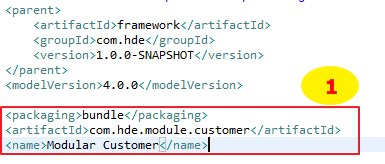 <parent>
<artifactId>framework</artifactId>
<groupId>com.hde</groupId>
<version>1.0.0-SNAPSHOT</version>
</parent>
<modelVersion>4.0.0</modelVersion>
1
<packaging>bundle</packaging>
<artifactId>com.hde.module.customer</artifactId>
<name>Modular Customer</name>